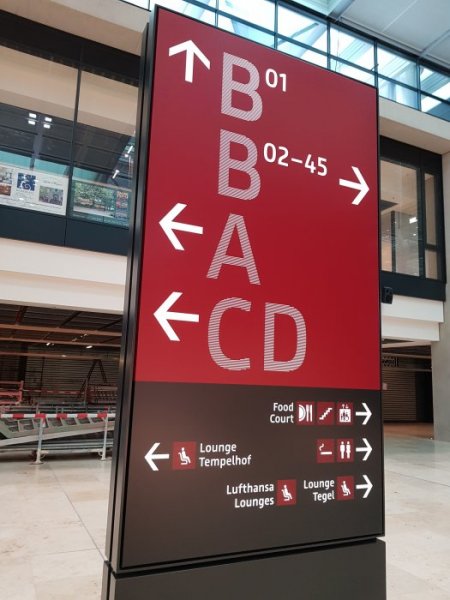 B01
B02-45
A
CD
Food
Court
Lounge
Tempelhof
Lufthansa
Lounges
Lounge
Tegel